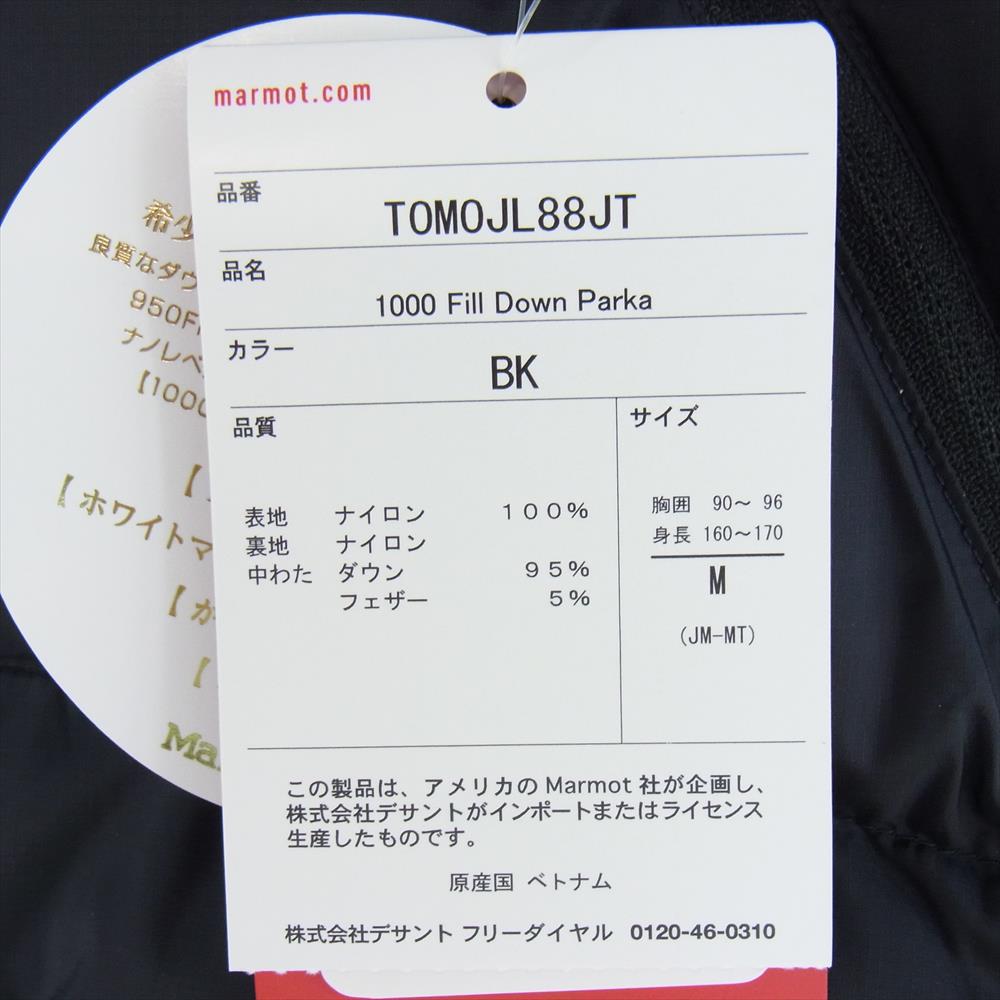 marmot.com
品番
TOMOJL88JT
品名
1000 Fill Down Parka
カラー
BK
品質
サイズ
表地 ナイロン 100%
裏地 ナイロン
中わた ダウン 95%
フェザー 5%
胸囲 90～ 96
身長 160～170
M
(JM-MT)
この製品は、アメリカのMarmot 社が企画し、
株式会社デサントがインポートまたはライセンス
生産したものです。
原産国 ベトナム
株式会社デサント フリーダイヤル 0120-46-0310
希少
良質なダウ
950Fi
ナノレベ
【1000
【
【ホワイトマ
【が
【
Ma